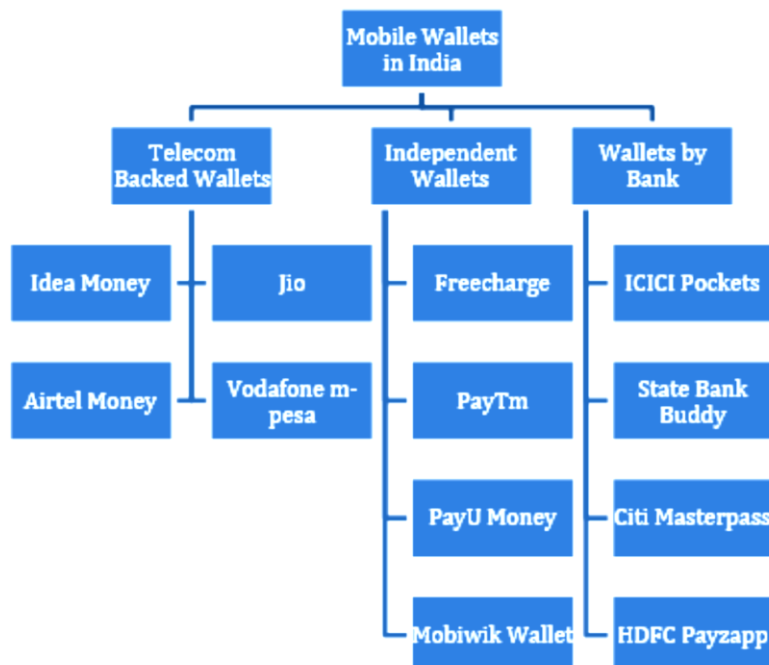 Mobile Wallets
in India
Telecom
Backed Wallets
Independent
Wallets
Wallets by
Bank
Idea Money
Jio
Freecharge
ICICI Pockets
Airtel Money
Vodafone m-
pesa
PayTm
State Bank
Buddy
PayU Money
Citi Masterpass
Mobiwik Wallet
HDFC Payzapp